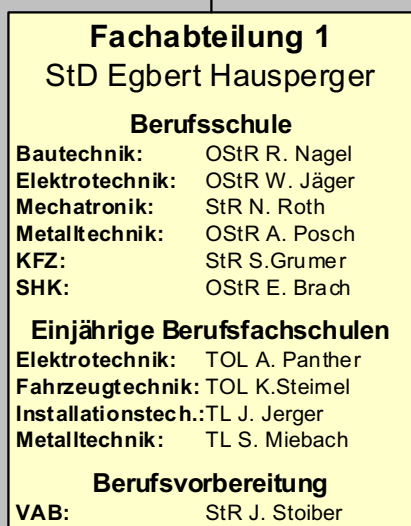 Fachabteilung 1
StD Egbert Hausperger
Berufsschule
Bautechnik: OStR R. Nagel
Elektrotechnik: OStR W. Jäger
Mechatronik: StR N. Roth
Metalltechnik: OStR A. Posch
KFZ: StR S.Grumer
SHK: OStR E. Brach
Einjährige Berufsfachschulen
Elektrotechnik: TOL A. Panther
Fahrzeugtechnik: TOL K.Steimel
Installationstech.:TL J. Jerger
Metalltechnik: TL S. Miebach
Berufsvorbereitung
VAB: StR J. Stoiber